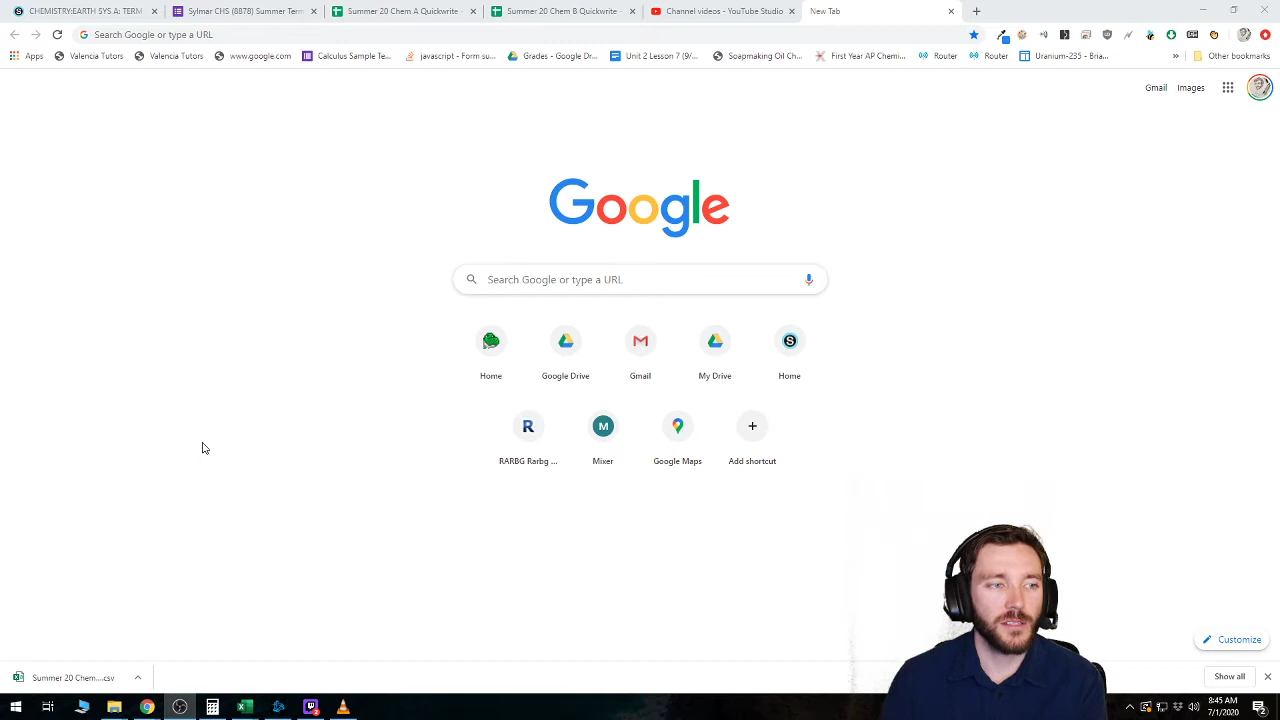 CHEMISTRY:EARTH SYS A: TERM
Sylmar CHS (8878) Summer Term
Summer 20 Chem A Quickwrite -
Summer 20 Chem B Quickwrite -
Channel videos - YouTube Studio
New Tab
Search Google or type a URL
Apps
Valencia Tutors
Valencia Tutors
www.google.com
Calculus Sample Te...
javascript - Form su...
Grades - Google Dr...
Unit 2 Lesson 7 (9/...
Soapmaking Oil Ch...
First Year AP Chemi...
Router
Router
Uranium-235 - Bria...
»
Other bookmarks
Gmail
Images
Google
Search Google or type a URL
Home
Google Drive
Gmail
My Drive
Home
RARBG Rarbg ...
Mixer
Google Maps
Add shortcut
Customize
Summer 20 Chem....csv
Show all
8:45 AM
7/1/2020